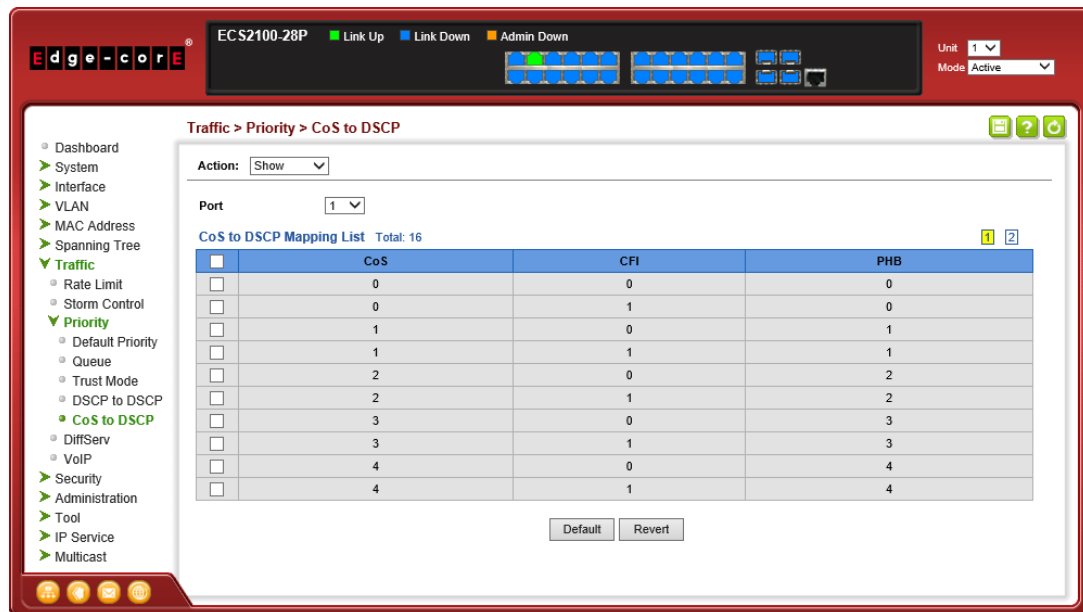 Edge-corE®
ECS2100-28P Link Up Link Down Admin Down
Unit 1
Mode Active
Traffic > Priority > CoS to DSCP
Dashboard
System
Interface
VLAN
MAC Address
Spanning Tree
Traffic
Rate Limit
Storm Control
Priority
Default Priority
Queue
Trust Mode
DSCP to DSCP
CoS to DSCP
DiffServ
VoIP
Security
Administration
Tool
IP Service
Multicast
?
Action: Show
Port 1
CoS to DSCP Mapping List Total: 16 1 2
CoS CFI PHB
0 0 0
0 1 0
1 0 1
1 1 1
2 0 2
2 1 2
3 0 3
3 1 3
4 0 4
4 1 4
Default Revert